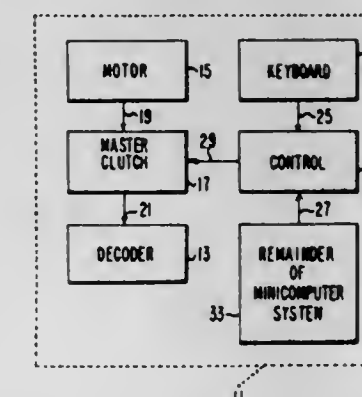 MOTOR
15
KEYBOARD
19
25
MASTER
CLUTCH
29
CONTROL
17
21
27
DECODER
13
REMAINDER
OF
MINICOMPUTER
SYSTEM
33
11